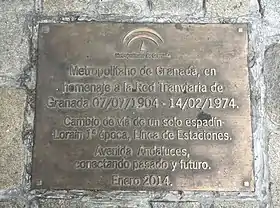 Metropolitano de Granada, en
homenaje a la Red Tranviaria de
Granada 07/07/1904 - 14/02/1974.
Cambio de vía de un solo espadín
Lorain 1ª época, Línea de Estaciones.
Avenida Andaluces,
conectando pasado y futuro.
Enero 2014.